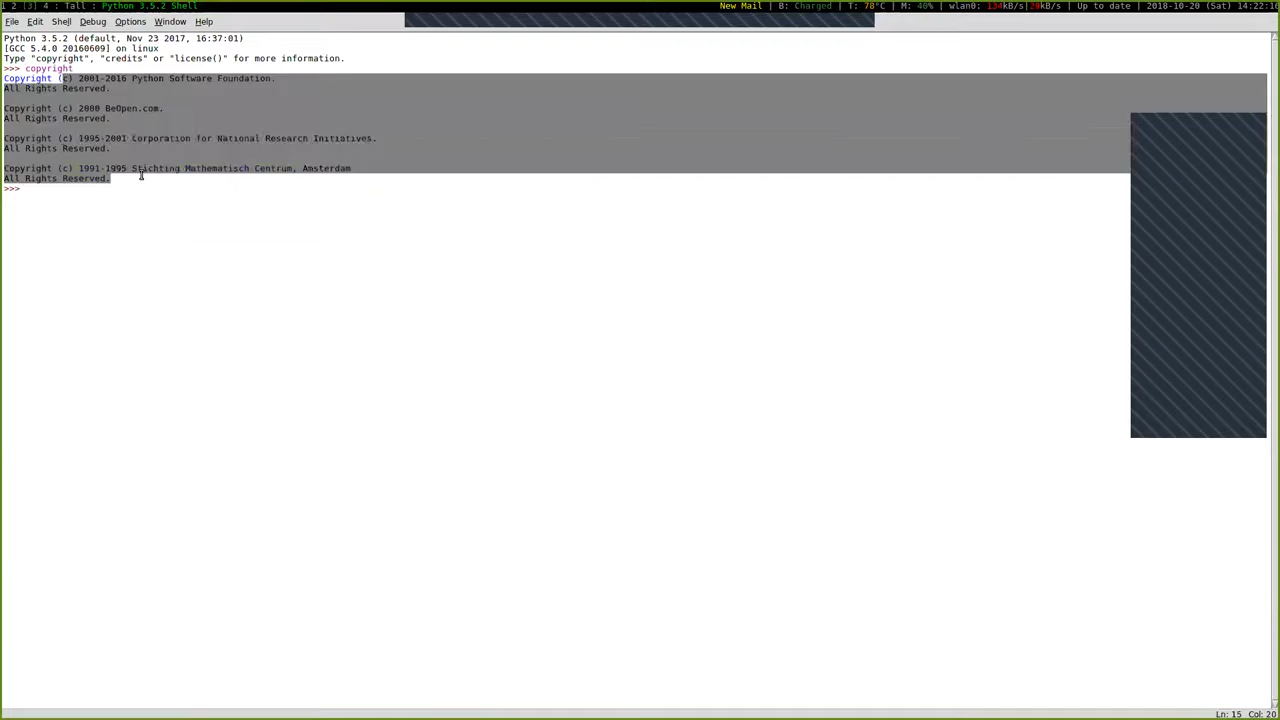 1 2 [3] 4 : Tall : Python 3.5.2 Shell
New Mail | B: Charged | T: 78°C | M: 40% | wlan0: 134kB/s|20kB/s | Up to date | 2018-10-20 (Sat) 14:22:16
File Edit Shell Debug Options Window Help
Python 3.5.2 (default, Nov 23 2017, 16:37:01)
[GCC 5.4.0 20160609] on linux
Type "copyright", "credits" or "license()" for more information.
>>> copyright
Copyright (c) 2001-2016 Python Software Foundation.
All Rights Reserved.
Copyright (c) 2000 BeOpen.com.
All Rights Reserved.
Copyright (c) 1995-2001 Corporation for National Research Initiatives.
All Rights Reserved.
Copyright (c) 1991-1995 Stichting Mathematisch Centrum, Amsterdam
All Rights Reserved.
>>>
Ln: 15 Col: 20